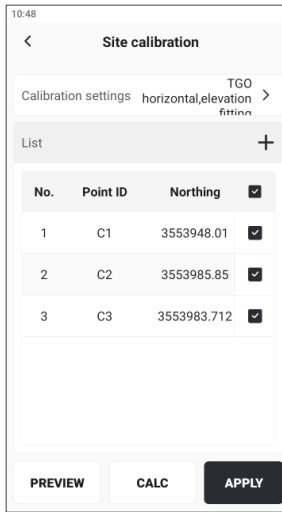 10:48
Site calibration
Calibration settings
TGO
horizontal,elevation
fitting
List
No. Point ID Northing
1 C1 3553948.01
2 C2 3553985.85
3 C3 3553983.712
PREVIEW CALC APPLY